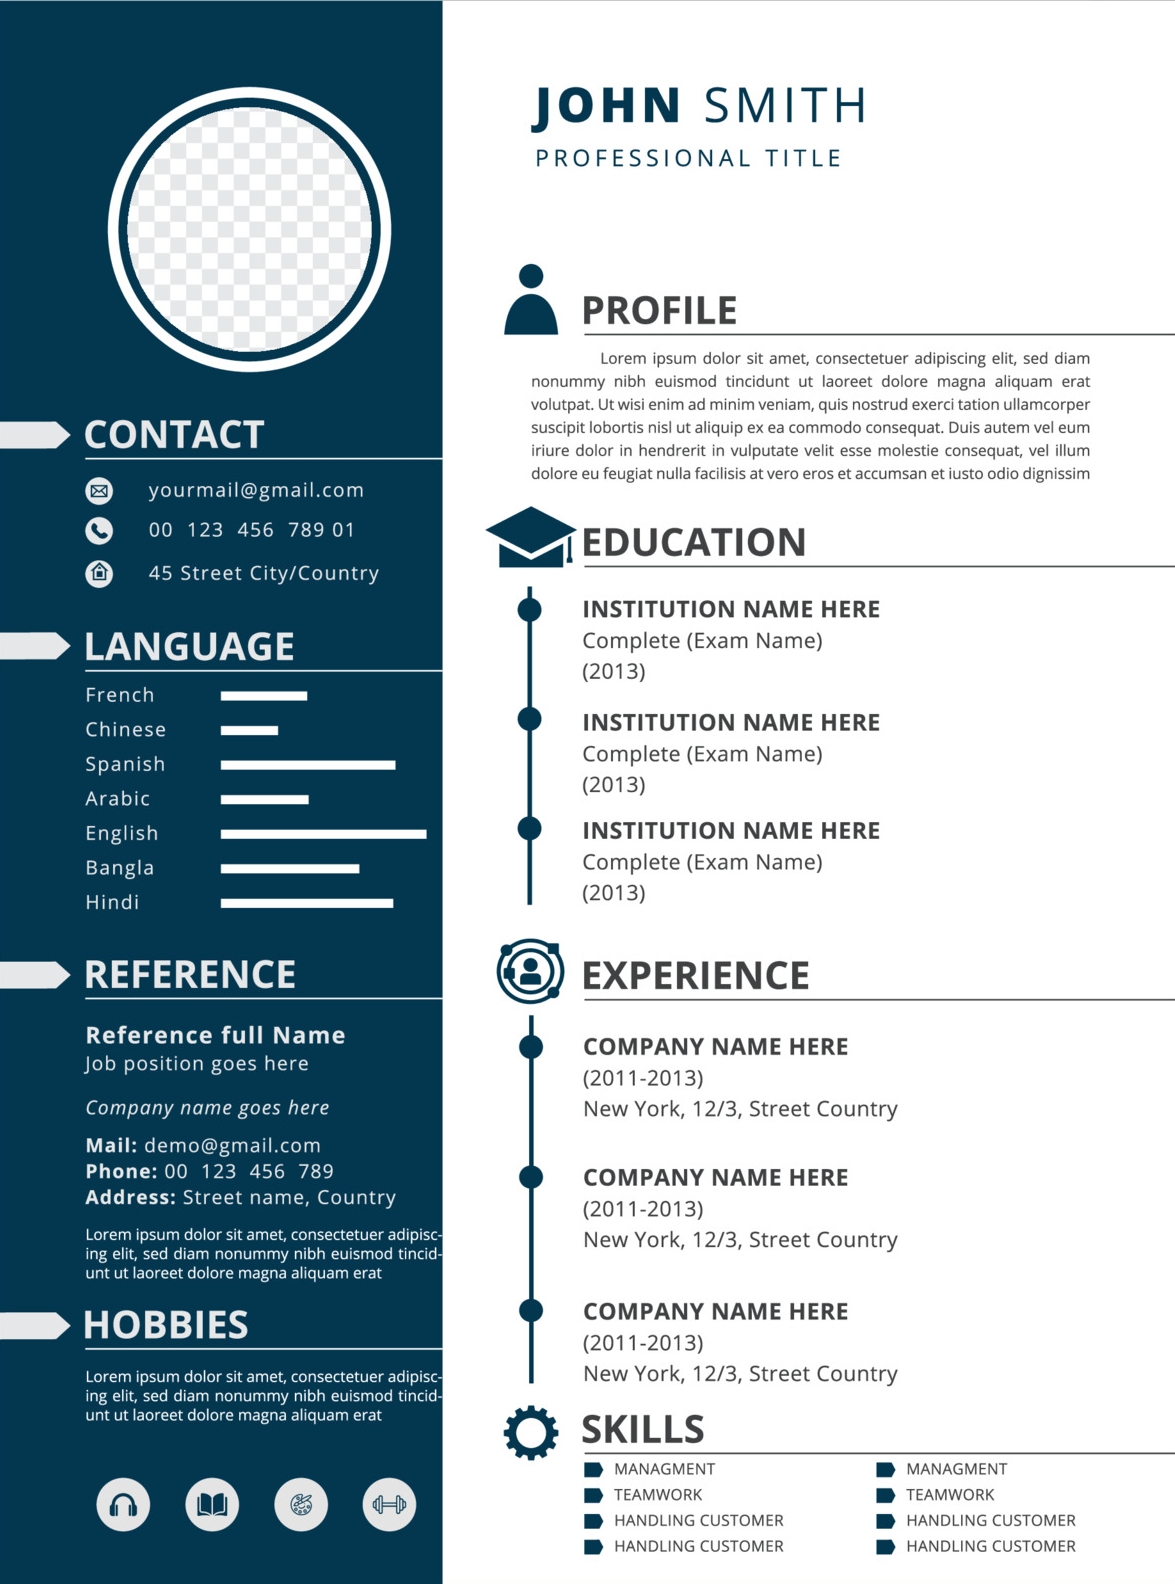 JOHN SMITH
PROFESSIONAL TITLE
CONTACT
yourmail@gmail.com
00 123 456 789 01
45 Street City/Country
LANGUAGE
French
Chinese
Spanish
Arabic
English
Bangla
Hindi
REFERENCE
Reference full Name
Job position goes here
Company name goes here
Mail: demo@gmail.com
Phone: 00 123 456 789
Address: Street name, Country
Lorem ipsum dolor sit amet, consectetuer adipisc-
ing elit, sed diam nonummy nibh euismod tincid-
unt ut laoreet dolore magna aliquam erat
HOBBIES
Lorem ipsum dolor sit amet, consectetuer adipisc-
ing elit, sed diam nonummy nibh euismod tincid-
unt ut laoreet dolore magna aliquam erat
PROFILE
Lorem ipsum dolor sit amet, consectetuer adipiscing elit, sed diam
nonummy nibh euismod tincidunt ut laoreet dolore magna aliquam erat
volutpat. Ut wisi enim ad minim veniam, quis nostrud exerci tation ullamcorper
suscipit lobortis nisl ut aliquip ex ea commodo consequat. Duis autem vel eum
iriure dolor in hendrerit in vulputate velit esse molestie consequat, vel illum
dolore eu feugiat nulla facilisis at vero eros et accumsan et iusto odio dignissim
EDUCATION
INSTITUTION NAME HERE
Complete (Exam Name)
(2013)
INSTITUTION NAME HERE
Complete (Exam Name)
(2013)
INSTITUTION NAME HERE
Complete (Exam Name)
(2013)
EXPERIENCE
COMPANY NAME HERE
(2011-2013)
New York, 12/3, Street Country
COMPANY NAME HERE
(2011-2013)
New York, 12/3, Street Country
COMPANY NAME HERE
(2011-2013)
New York, 12/3, Street Country
SKILLS
MANAGMENT
TEAMWORK
HANDLING CUSTOMER
HANDLING CUSTOMER
MANAGMENT
TEAMWORK
HANDLING CUSTOMER
HANDLING CUSTOMER